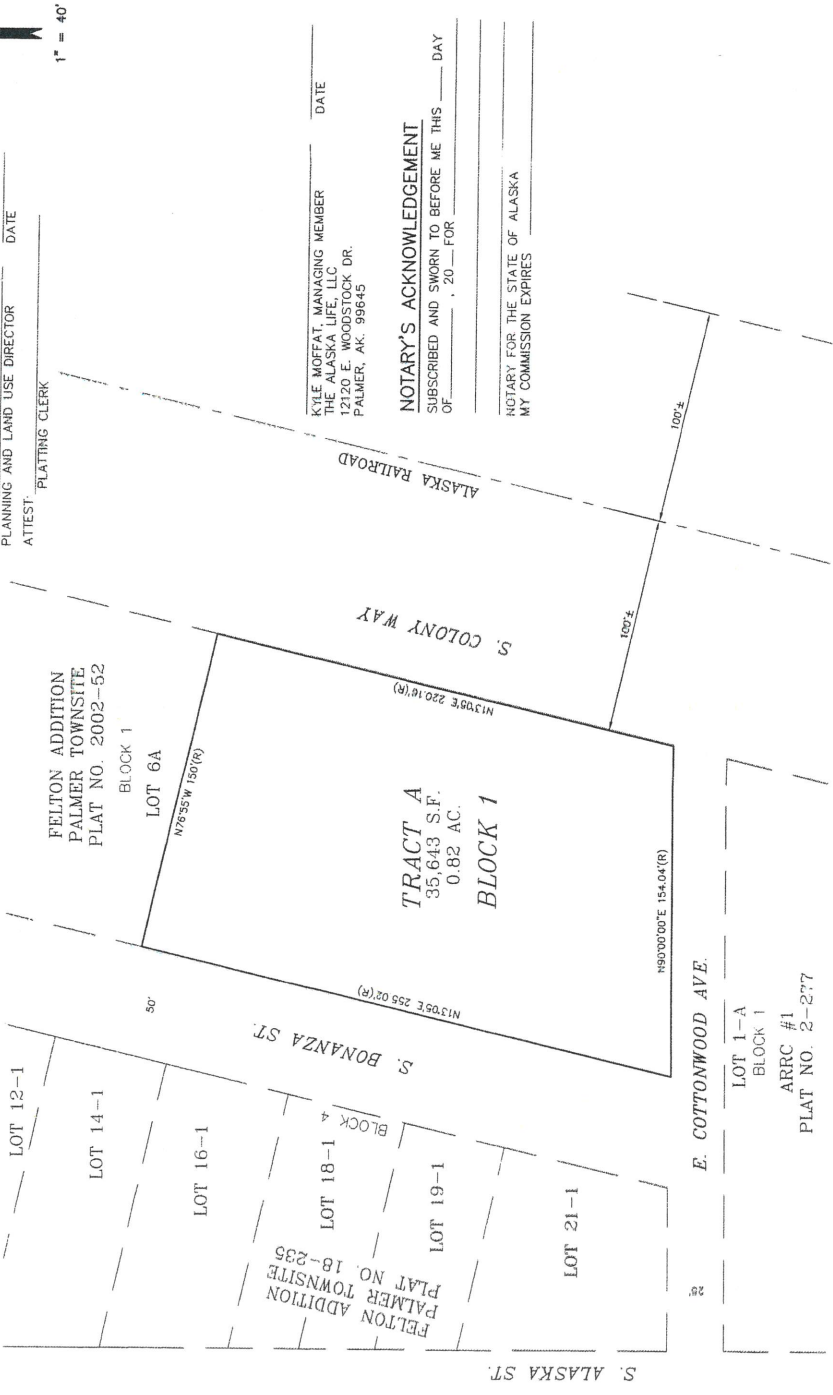 1" = 40'
PLANNING AND LAND USE DIRECTOR
DATE
ATTEST:
PLATTING CLERK
KYLE MOFFAT, MANAGING MEMBER
DATE
THE ALASKA LIFE, LLC
12120 E. WOODSTOCK DR.
PALMER, AK. 99645
NOTARY'S ACKNOWLEDGEMENT
SUBSCRIBED AND SWORN TO BEFORE ME THIS ____ DAY
OF ________, 20___ FOR ________
NOTARY FOR THE STATE OF ALASKA
MY COMMISSION EXPIRES ________
ALASKA RAILROAD
100'±
100'±
S. COLONY WAY
FELTON ADDITION
PALMER TOWNSITE
PLAT NO. 2002-52
BLOCK 1
LOT 6A
N76°55'W 150'(R)
N13°05'E 220.16'(R)
TRACT A
35,643 S.F.
0.82 AC.
BLOCK 1
N13°05'E 255.02'(R)
N90°00'00"E 154.04'(R)
50'
S. BONANZA ST.
LOT 12-1
LOT 14-1
LOT 16-1
LOT 18-1
BLOCK 4
LOT 19-1
LOT 21-1
FELTON ADDITION
PALMER TOWNSITE
PLAT NO. 18-235
E. COTTONWOOD AVE.
25'
LOT 1-A
BLOCK 1
ARRC #1
PLAT NO. 2-277
S. ALASKA ST.